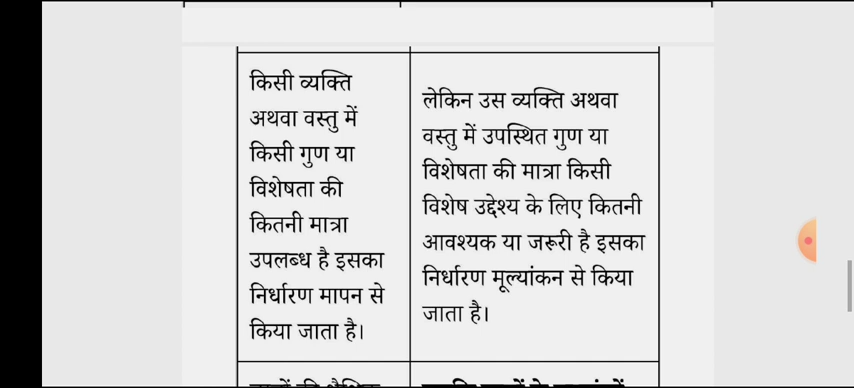 किसी व्यक्ति
अथवा वस्तु में
किसी गुण या
विशेषता की
कितनी मात्रा
उपलब्ध है इसका
निर्धारण मापन से
किया जाता है।
लेकिन उस व्यक्ति अथवा
वस्तु में उपस्थित गुण या
विशेषता की मात्रा किसी
विशेष उद्देश्य के लिए कितनी
आवश्यक या जरूरी है इसका
निर्धारण मूल्यांकन से किया
जाता है।